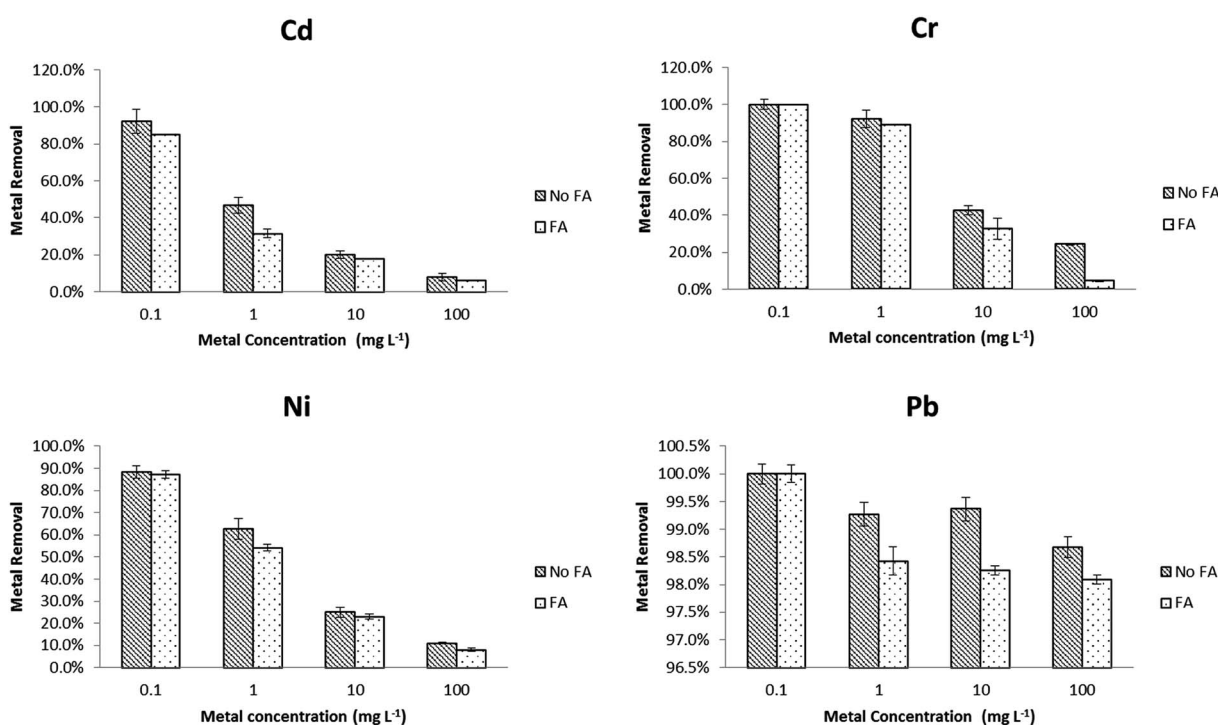 Cd
120.0%
100.0%
80.0%
60.0%
40.0%
20.0%
0.0%
Metal Removal
0.1 1 10 100
Metal Concentration (mg L⁻¹)
No FA
FA
Cr
120.0%
100.0%
80.0%
60.0%
40.0%
20.0%
0.0%
Metal Removal
0.1 1 10 100
Metal concentration (mg L⁻¹)
No FA
FA
Ni
100.0%
90.0%
80.0%
70.0%
60.0%
50.0%
40.0%
30.0%
20.0%
10.0%
0.0%
Metal Removal
0.1 1 10 100
Metal concentration (mg L⁻¹)
No FA
FA
Pb
100.5%
100.0%
99.5%
99.0%
98.5%
98.0%
97.5%
97.0%
96.5%
Metal Removal
0.1 1 10 100
Metal concentration (mg L⁻¹)
No FA
FA